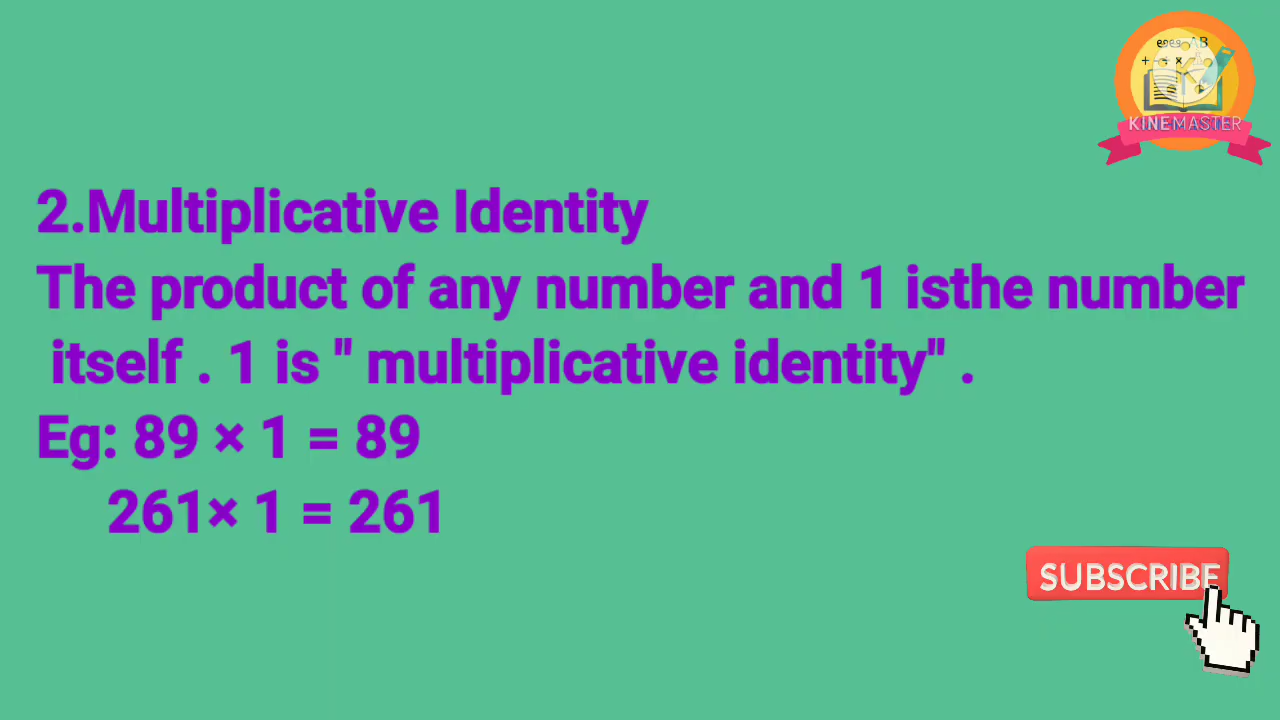 AB
+ ÷ ×
KINEMASTER
2.Multiplicative Identity
The product of any number and 1 isthe number
itself . 1 is " multiplicative identity" .
Eg: 89 × 1 = 89
261× 1 = 261
SUBSCRIBE